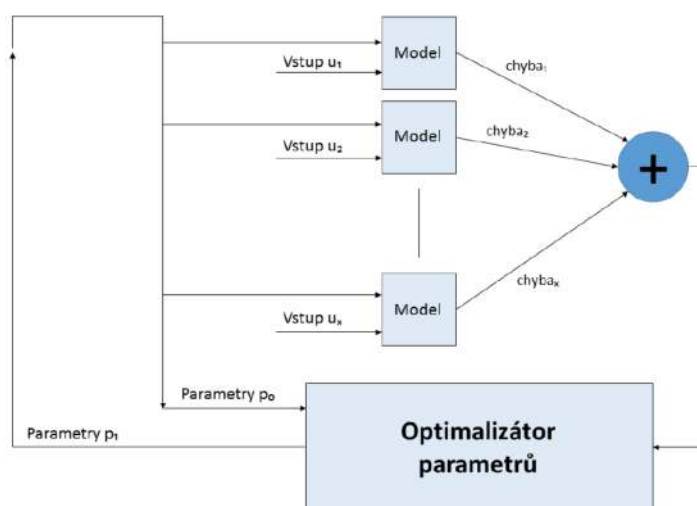 Model
Vstup u₁
chyba₁
Model
Vstup u₂
chyba₂
+
Model
Vstup uₓ
chybaₓ
Parametry p₀
Parametry p₁
Optimalizátor
parametrů